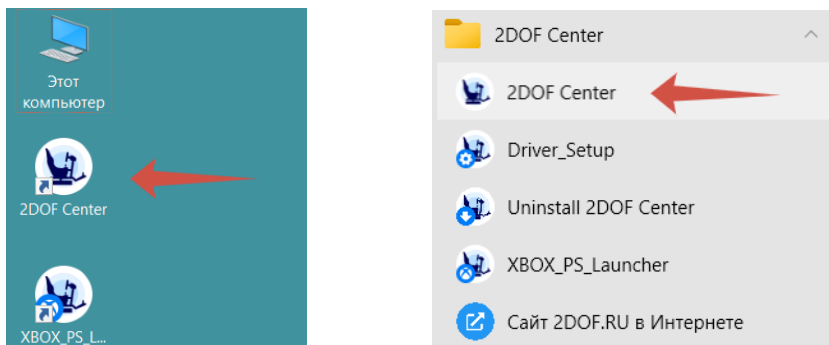 Этот
компьютер
2DOF Center
XBOX_PS_L...
2DOF Center
2DOF Center
Driver_Setup
Uninstall 2DOF Center
XBOX_PS_Launcher
Сайт 2DOF.RU в Интернете